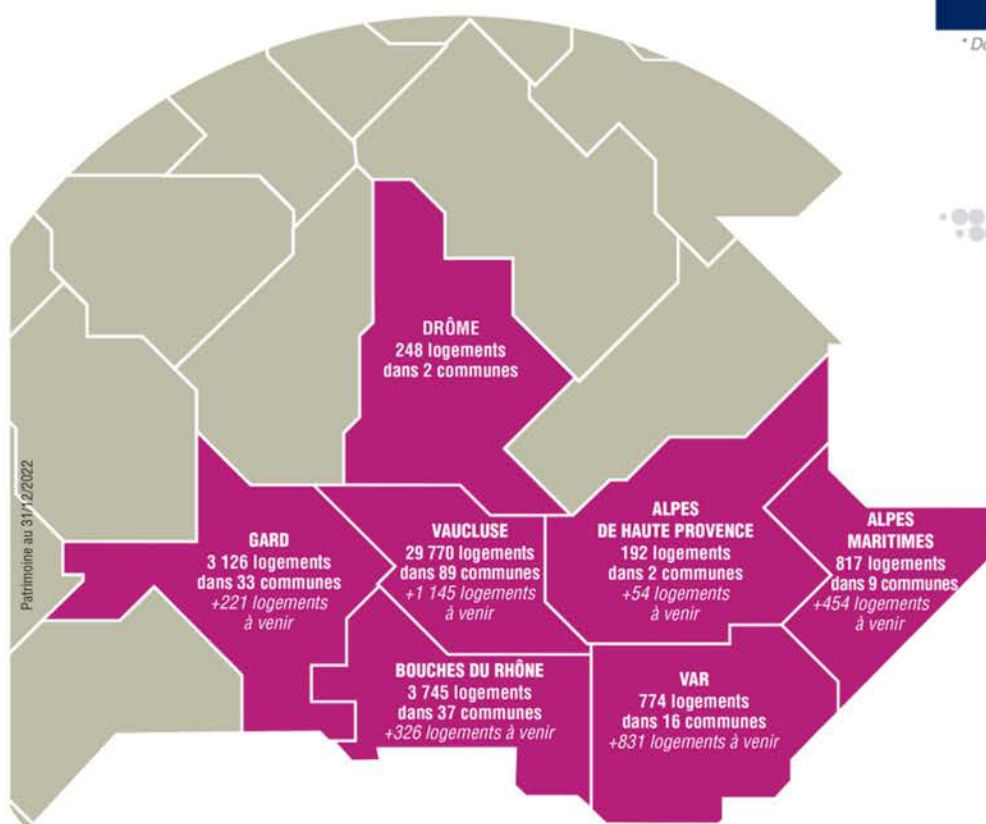 * Do
DRÔME
248 logements
dans 2 communes
Patrimoine au 31/12/2022
GARD
3 126 logements
dans 33 communes
+221 logements
à venir
VAUCLUSE
29 770 logements
dans 89 communes
+1 145 logements
à venir
ALPES
DE HAUTE PROVENCE
192 logements
dans 2 communes
+54 logements
à venir
ALPES
MARITIMES
817 logements
dans 9 communes
+454 logements
à venir
BOUCHES DU RHÔNE
3 745 logements
dans 37 communes
+326 logements à venir
VAR
774 logements
dans 16 communes
+831 logements à venir